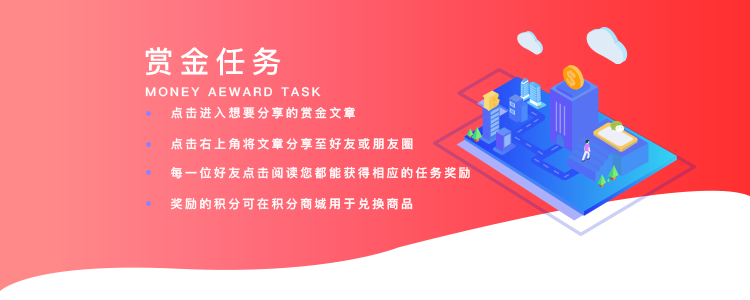 赏金任务
MONEY AEWARD TASK
点击进入想要分享的赏金文章
点击右上角将文章分享至好友或朋友圈
每一位好友点击阅读您都能获得相应的任务奖励
奖励的积分可在积分商城用于兑换商品